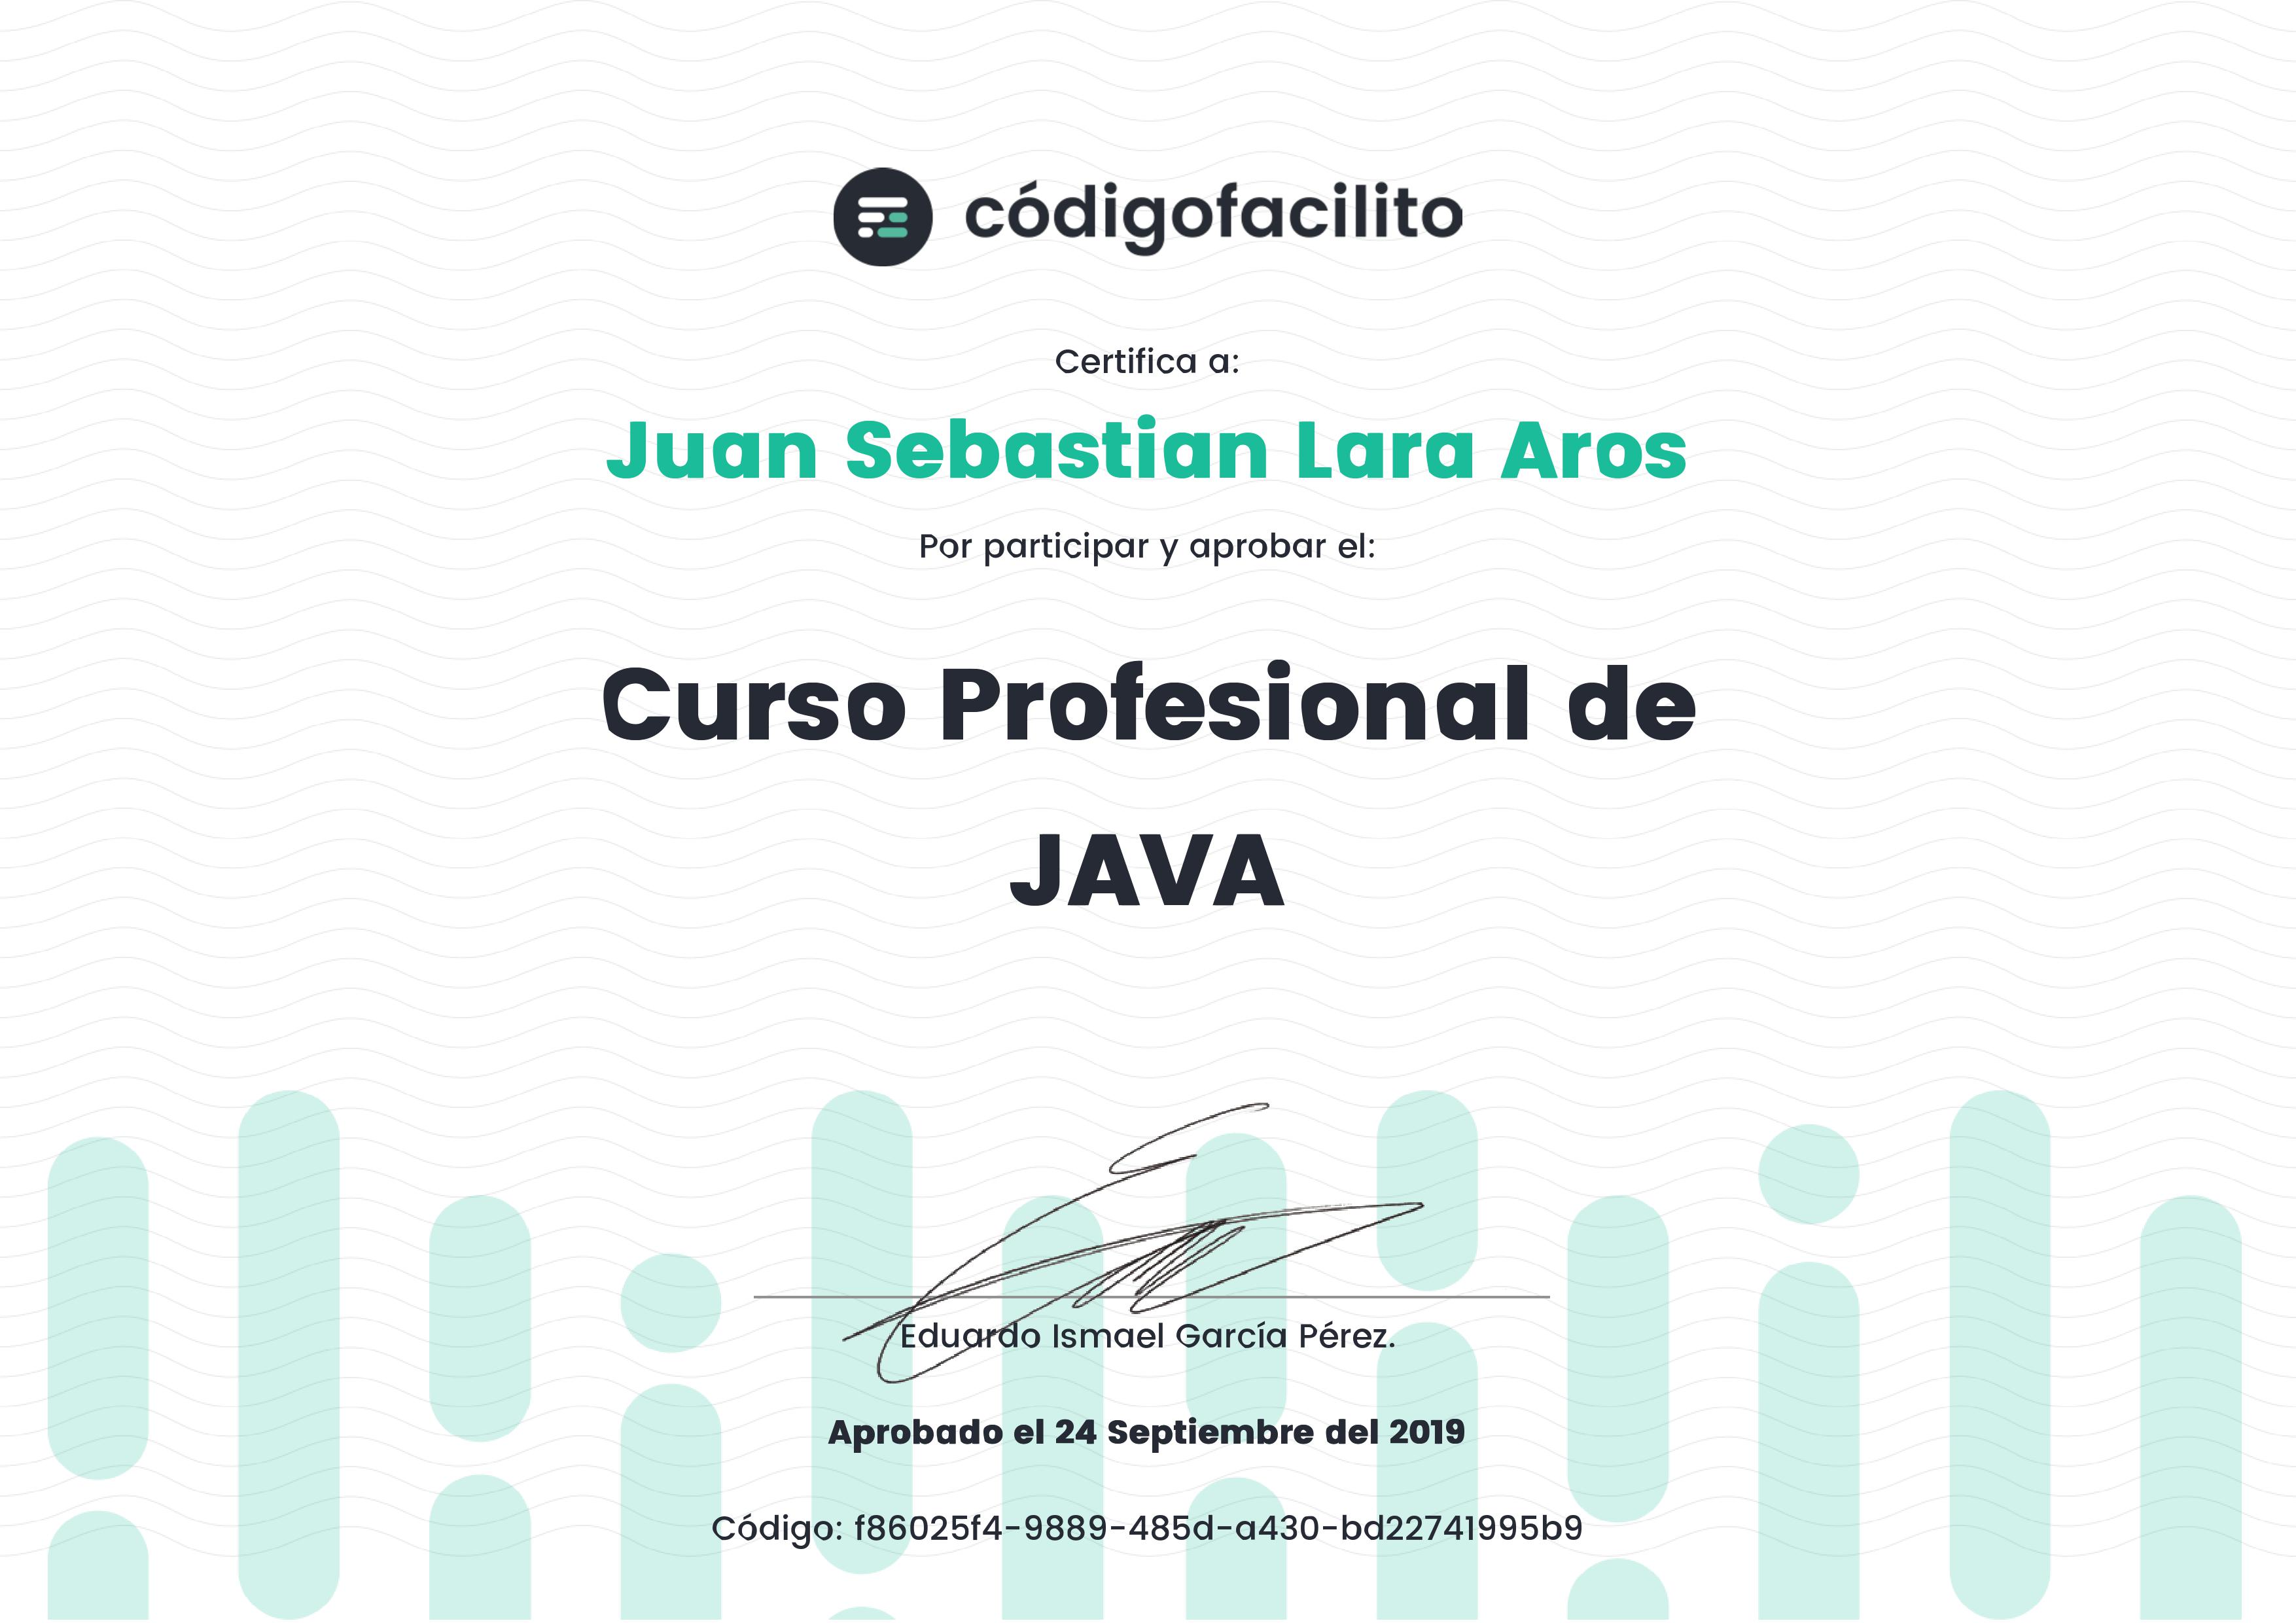 códigofacilito
Certifica a:
Juan Sebastian Lara Aros
Por participar y aprobar el:
Curso Profesional de
JAVA
Eduardo Ismael García Pérez.
Aprobado el 24 Septiembre del 2019
Código: f86025f4-9889-485d-a430-bd22741995b9